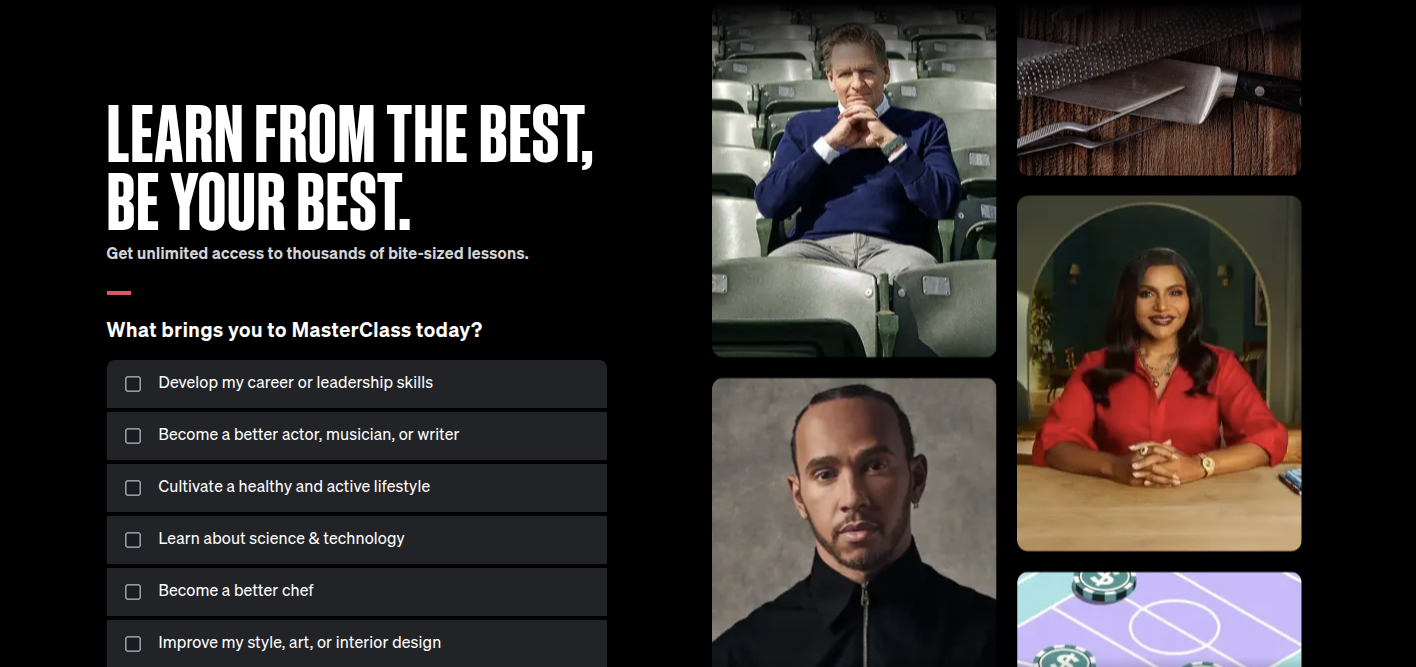 LEARN FROM THE BEST,
BE YOUR BEST.
Get unlimited access to thousands of bite-sized lessons.
What brings you to MasterClass today?
Develop my career or leadership skills
Become a better actor, musician, or writer
Cultivate a healthy and active lifestyle
Learn about science & technology
Become a better chef
Improve my style, art, or interior design
$
$